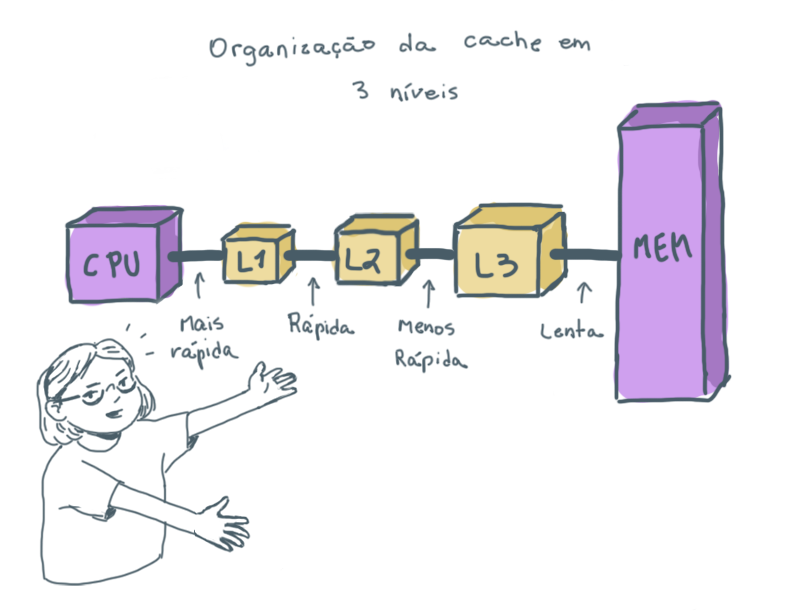 Organização da cache em
3 níveis
CPU
L1
L2
L3
MEM
Mais
rápida
Rápida
Menos
Rápida
Lenta